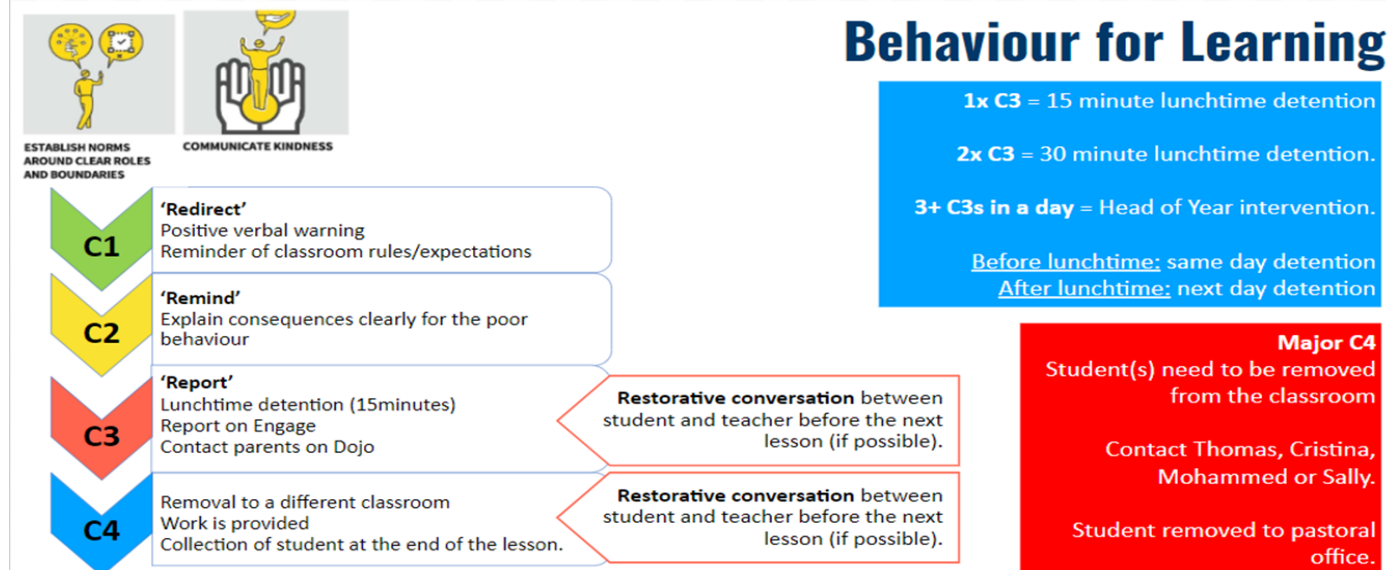 Behaviour for Learning
ESTABLISH NORMS
AROUND CLEAR ROLES
AND BOUNDARIES
COMMUNICATE KINDNESS
C1
‘Redirect’
Positive verbal warning
Reminder of classroom rules/expectations
C2
‘Remind’
Explain consequences clearly for the poor
behaviour
C3
‘Report’
Lunchtime detention (15minutes)
Report on Engage
Contact parents on Dojo
Restorative conversation between
student and teacher before the next
lesson (if possible).
C4
Removal to a different classroom
Work is provided
Collection of student at the end of the lesson.
Restorative conversation between
student and teacher before the next
lesson (if possible).
1x C3 = 15 minute lunchtime detention
2x C3 = 30 minute lunchtime detention.
3+ C3s in a day = Head of Year intervention.
Before lunchtime: same day detention
After lunchtime: next day detention
Major C4
Student(s) need to be removed
from the classroom
Contact Thomas, Cristina,
Mohammed or Sally.
Student removed to pastoral
office.